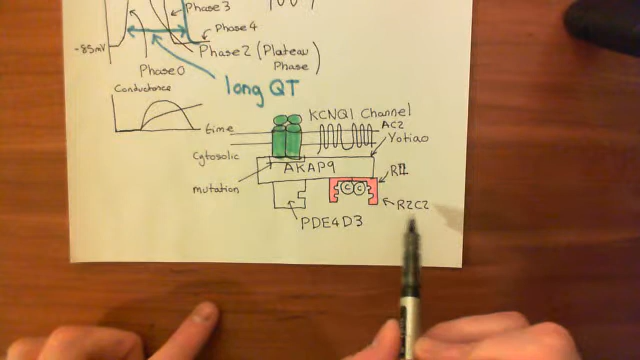 Phase 3
Phase 4
-85mV
Phase 2 (Plateau
Phase)
Phase 0
long QT
Conductance
time
KCNQ1 Channel
AC2
Yotiao
Cytosolic
AKAP9
RII
mutation
C C
R2C2
PDE4D3